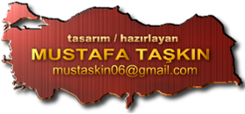 tasarım / hazırlayan
MUSTAFA TAŞKIN
mustaskin06@gmail.com